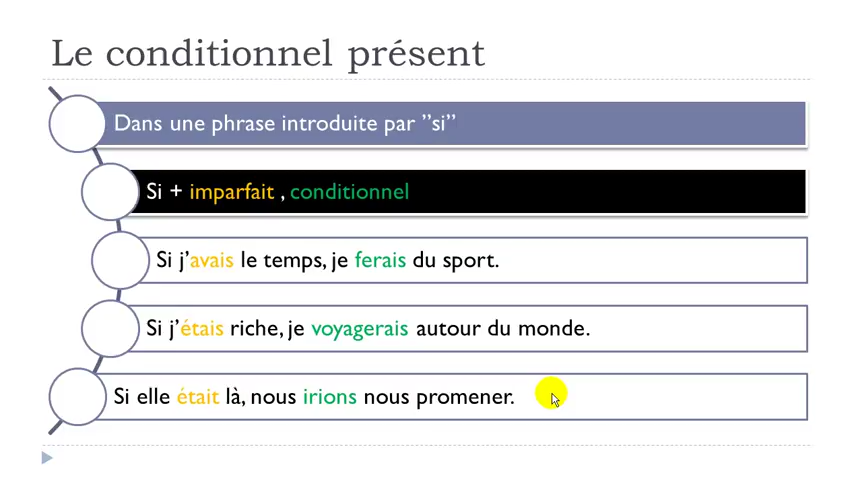 Le conditionnel présent
Dans une phrase introduite par ”si”
Si + imparfait , conditionnel
Si j’avais le temps, je ferais du sport.
Si j’étais riche, je voyagerais autour du monde.
Si elle était là, nous irions nous promener.